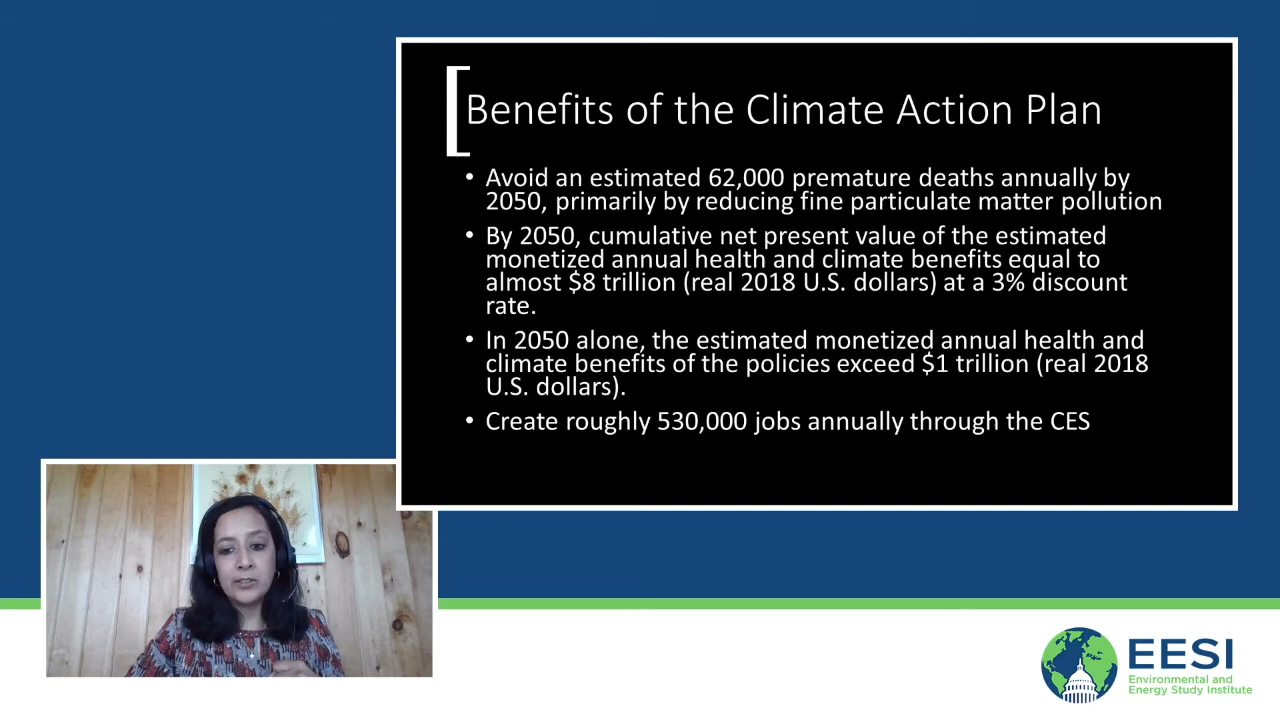 Benefits of the Climate Action Plan
• Avoid an estimated 62,000 premature deaths annually by
2050, primarily by reducing fine particulate matter pollution
• By 2050, cumulative net present value of the estimated
monetized annual health and climate benefits equal to
almost $8 trillion (real 2018 U.S. dollars) at a 3% discount
rate.
• In 2050 alone, the estimated monetized annual health and
climate benefits of the policies exceed $1 trillion (real 2018
U.S. dollars).
• Create roughly 530,000 jobs annually through the CES
EESI
Environmental and
Energy Study Institute